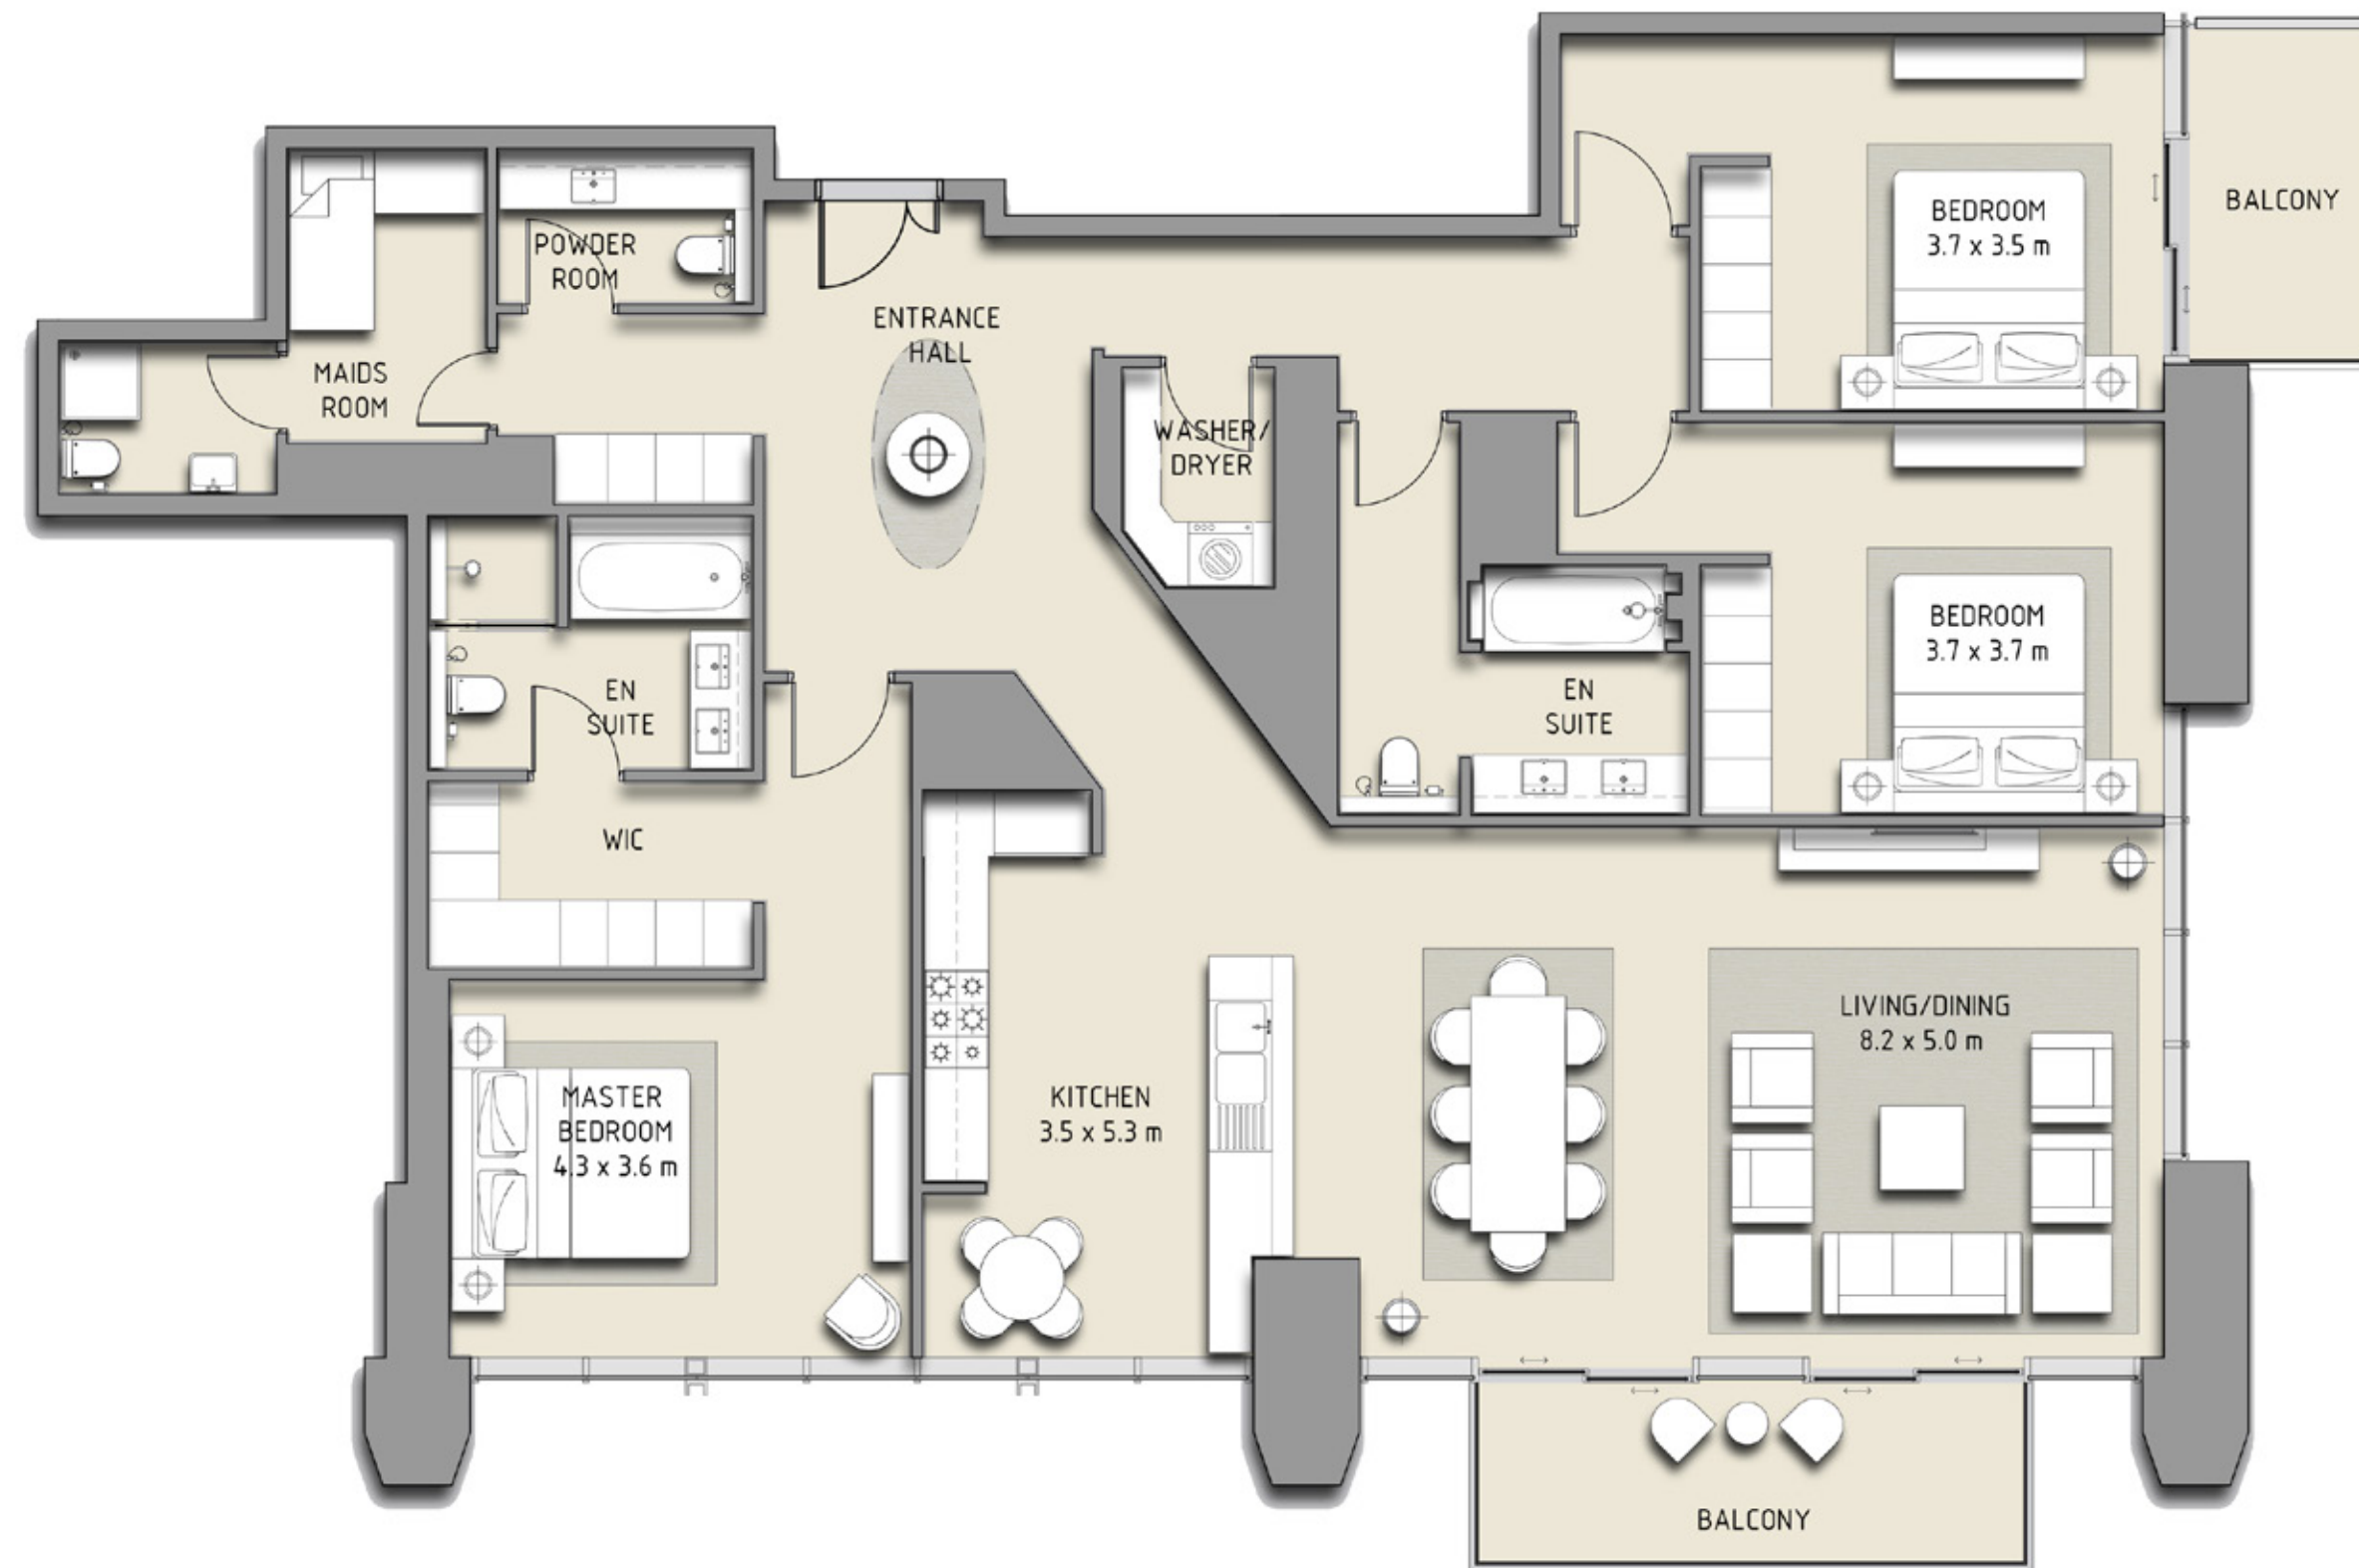 BEDROOM
3.7 x 3.5 m
BALCONY
POWDER
ROOM
ENTRANCE
HALL
MAIDS
ROOM
WASHER/
DRYER
BEDROOM
3.7 x 3.7 m
EN
SUITE
EN
SUITE
WIC
LIVING/DINING
8.2 x 5.0 m
MASTER
BEDROOM
4.3 x 3.6 m
KITCHEN
3.5 x 5.3 m
BALCONY